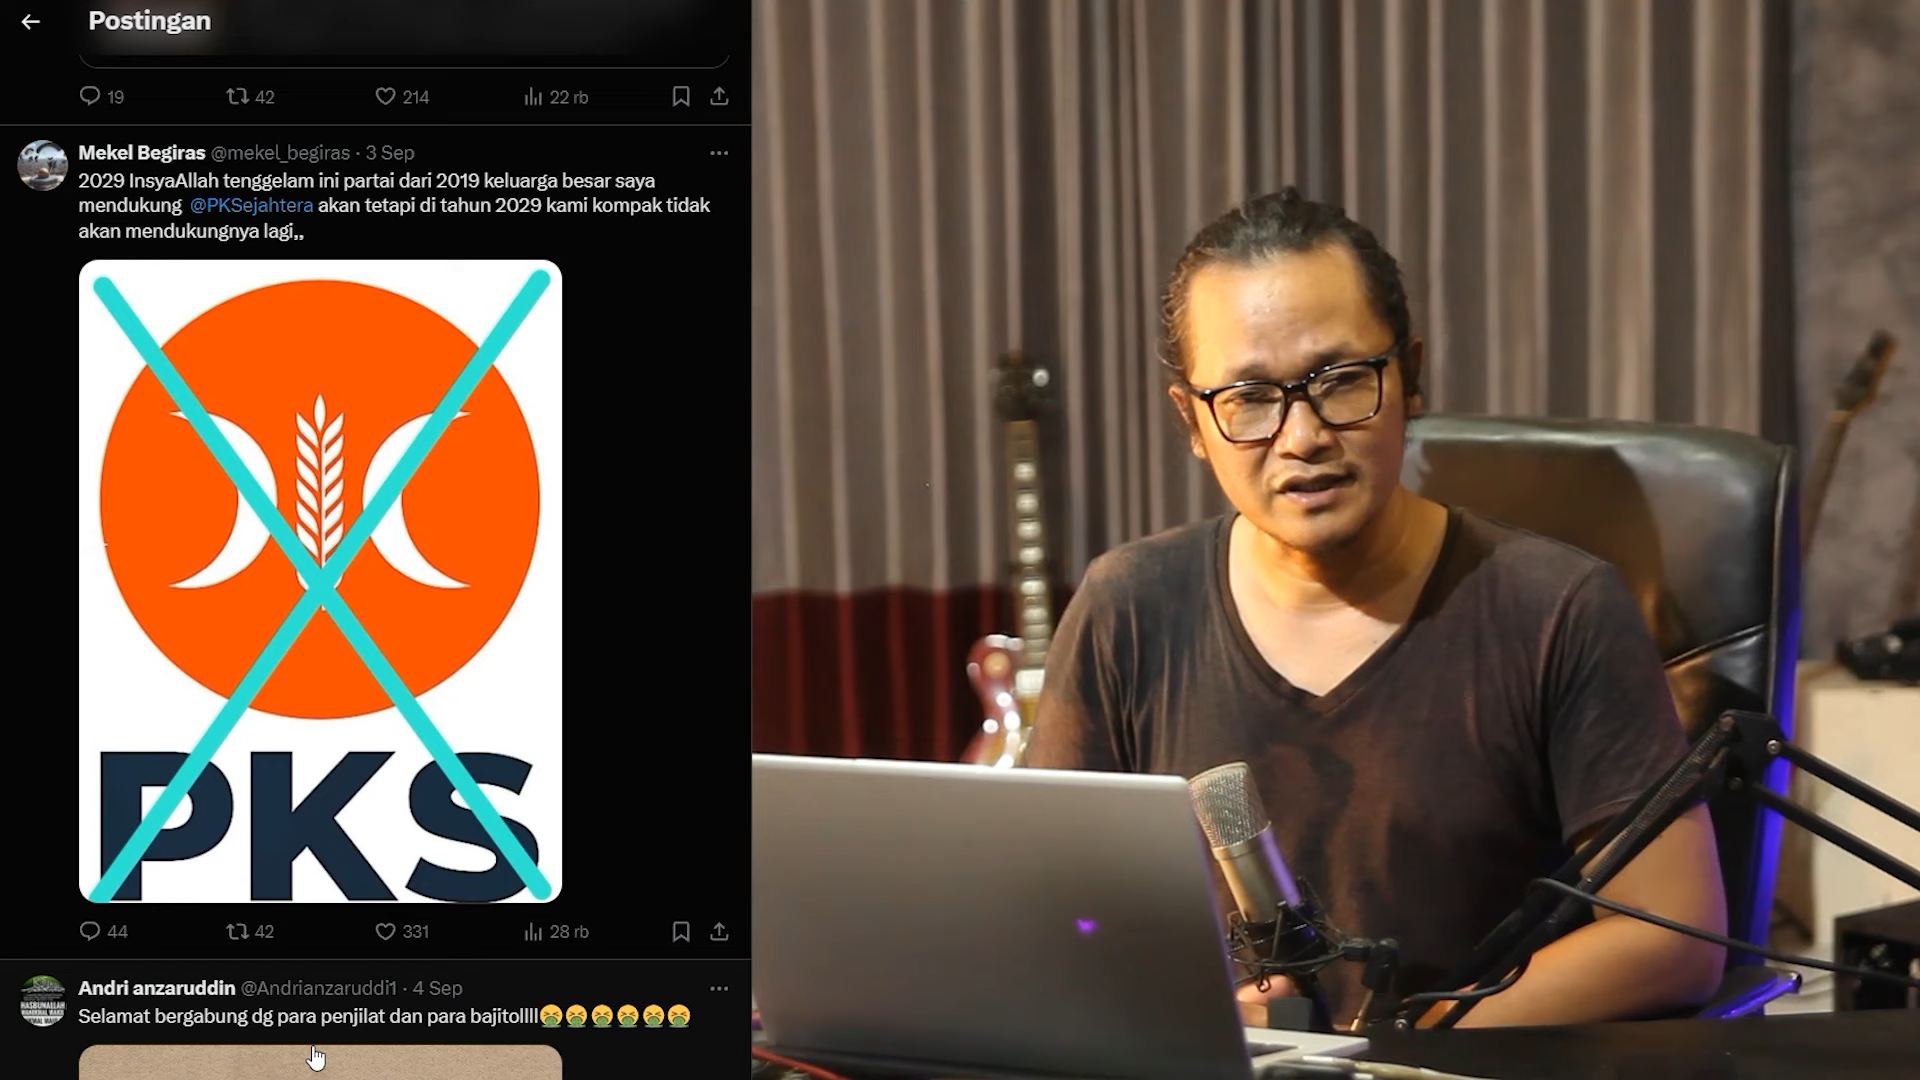 Postingan
19 42 214 22 rb
Mekel Begiras @mekel_begiras · 3 Sep
2029 InsyaAllah tenggelam ini partai dari 2019 keluarga besar saya
mendukung @PKSejahtera akan tetapi di tahun 2029 kami kompak tidak
akan mendukungnya lagi,,
PKS
44 42 331 28 rb
Andri anzaruddin @Andrianzaruddi1 · 4 Sep
Selamat bergabung dg para penjilat dan para bajitollll🤮🤮🤮🤮🤮🤮